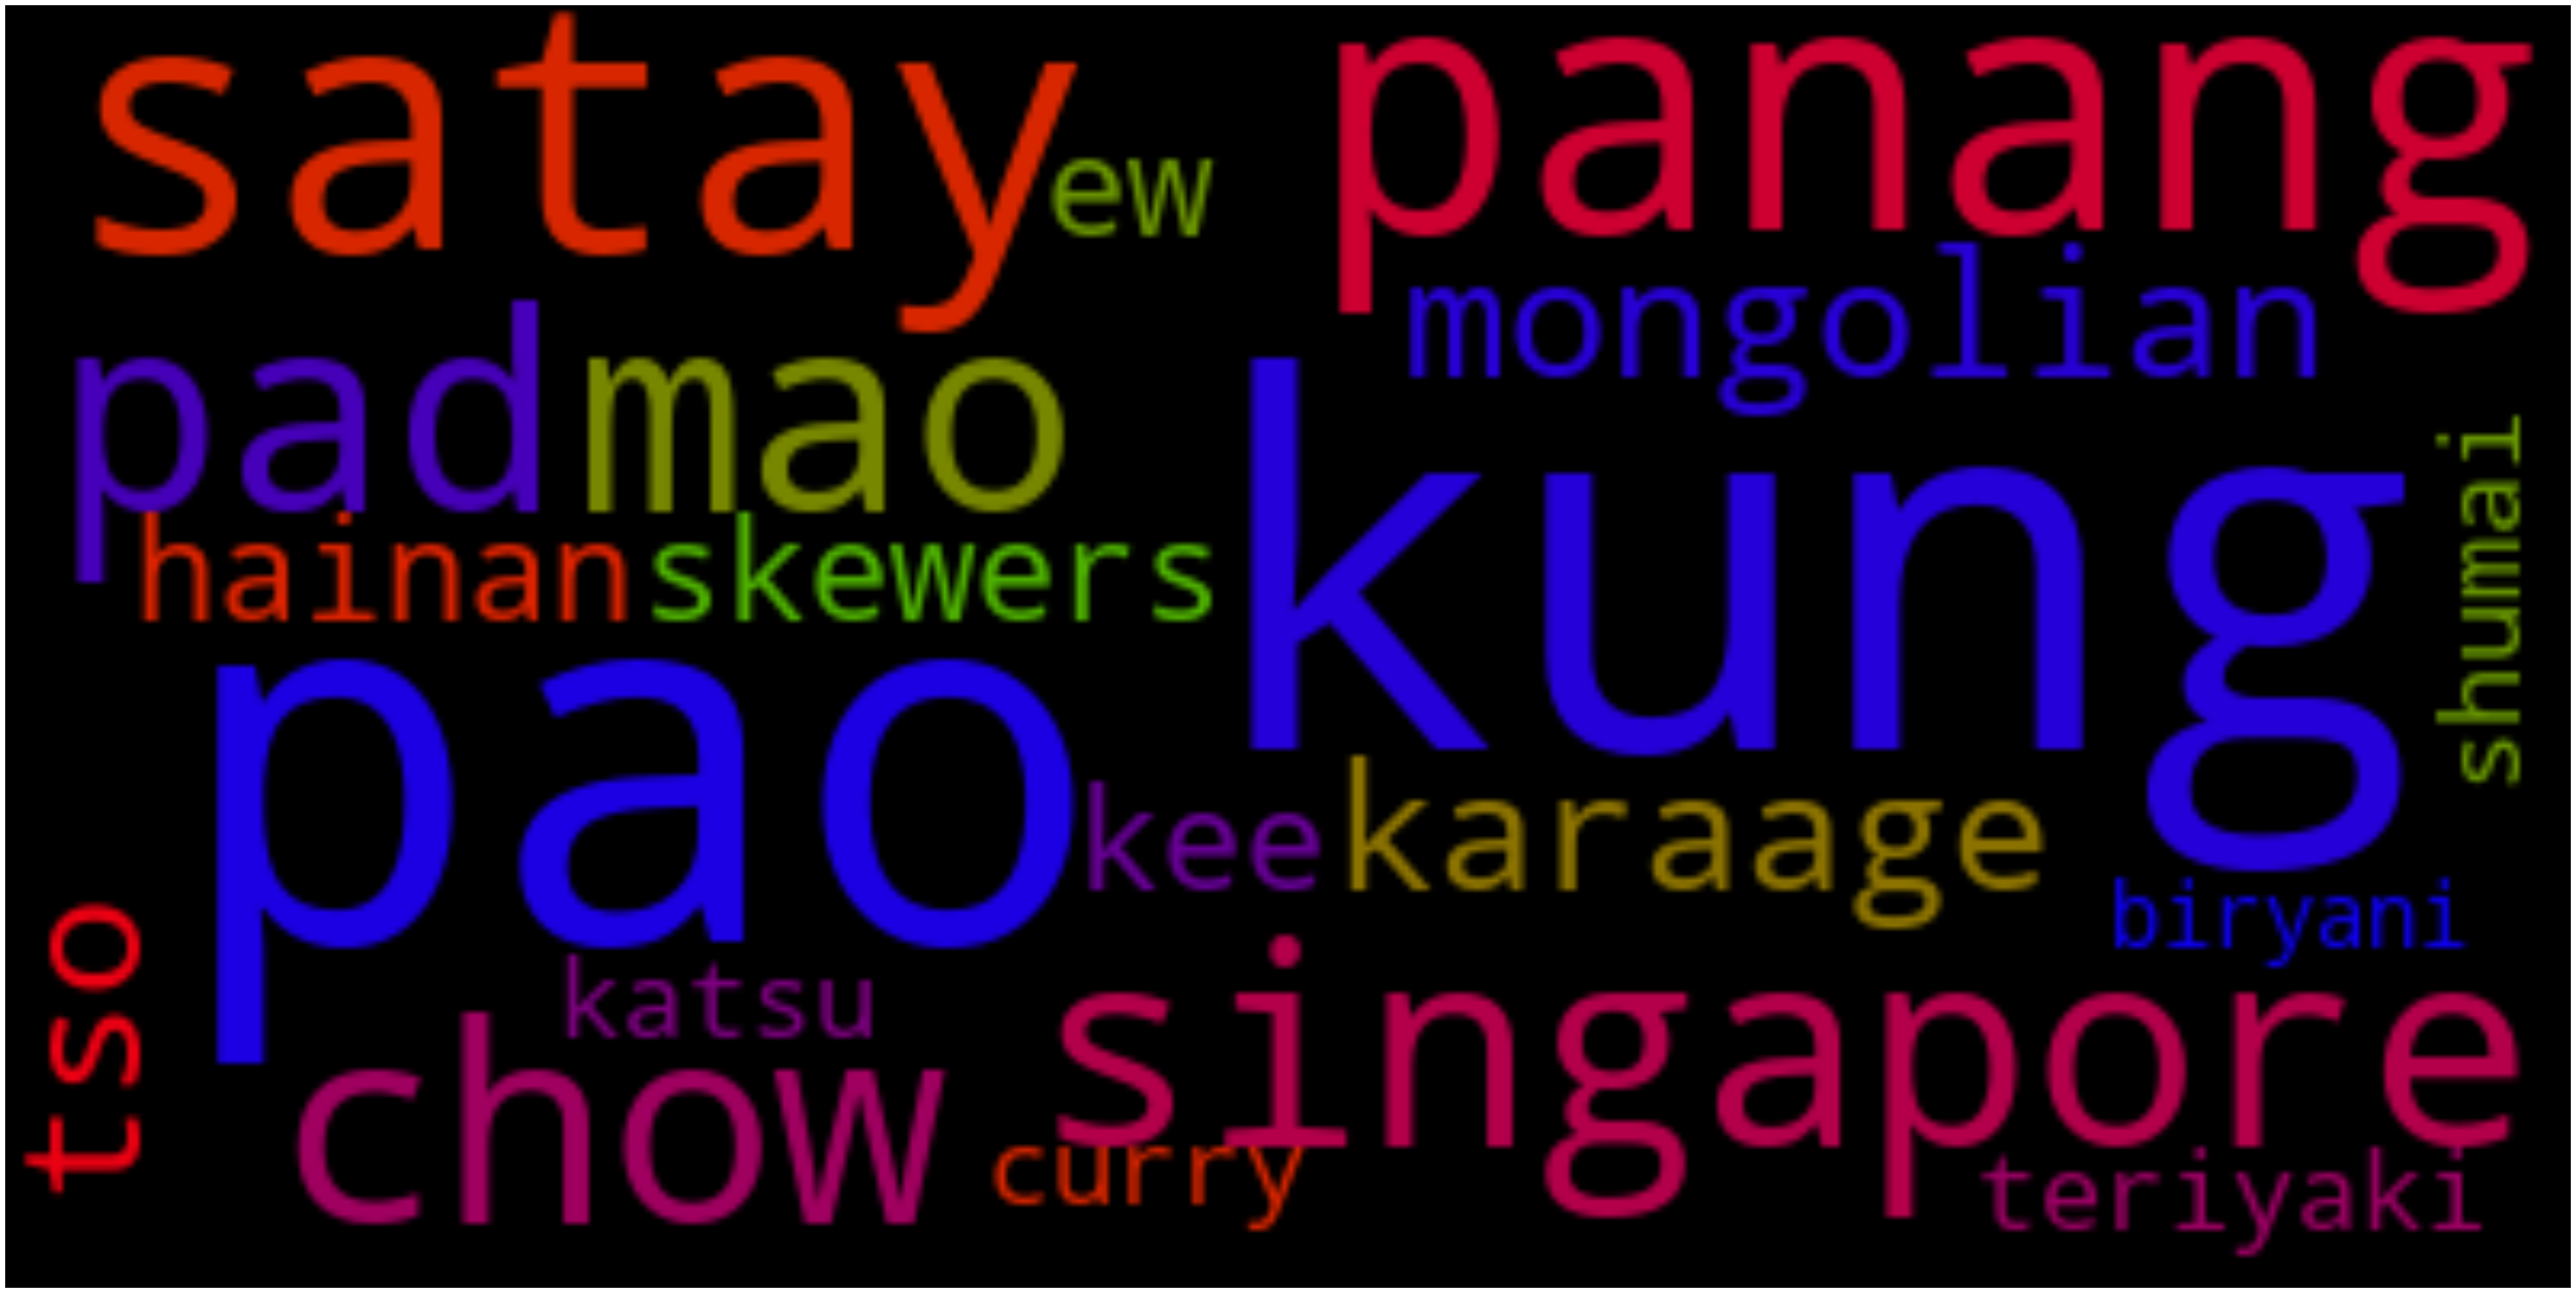 satay
ew
panang
mongolian
pad
mao
kung
shumai
hainan
skewers
pao
kee
karaage
biryani
tso
katsu
singapore
chow
curry
teriyaki